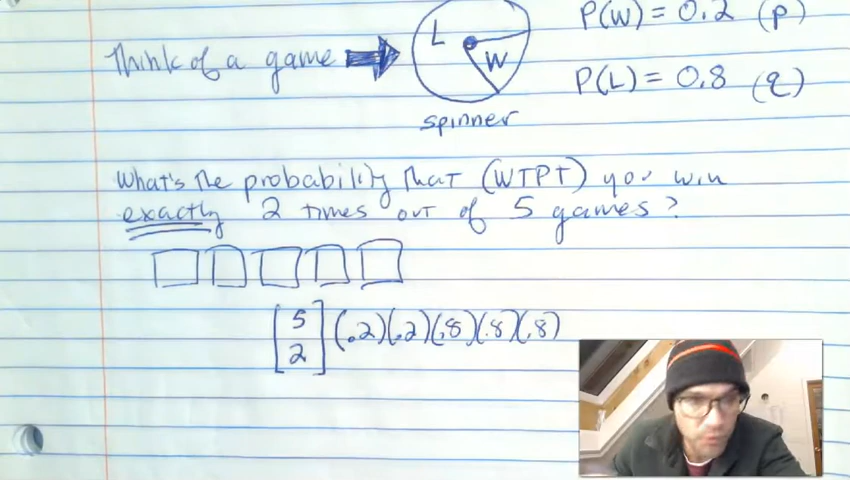 P(W) = 0.2 (p)
L
Think of a game
W
P(L) = 0.8 (q)
spinner
What's the probability that (WTPT) you win
exactly 2 times out of 5 games?
[5
2] (.2)(.2)(.8)(.8)(.8)